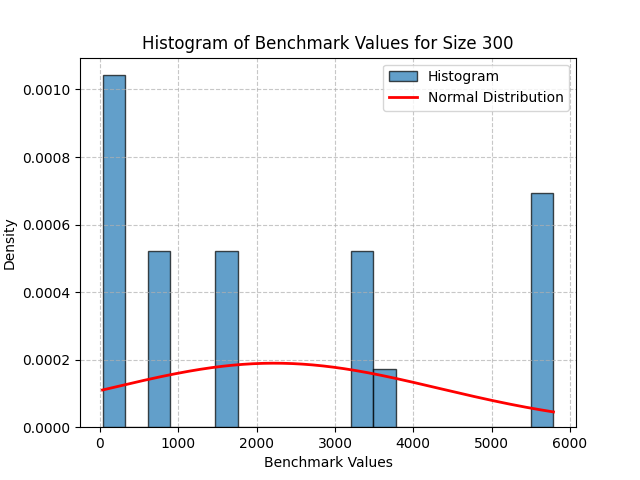 Histogram of Benchmark Values for Size 300
Histogram
Normal Distribution
0.0010
0.0008
0.0006
0.0004
0.0002
0.0000
Density
0 1000 2000 3000 4000 5000 6000
Benchmark Values